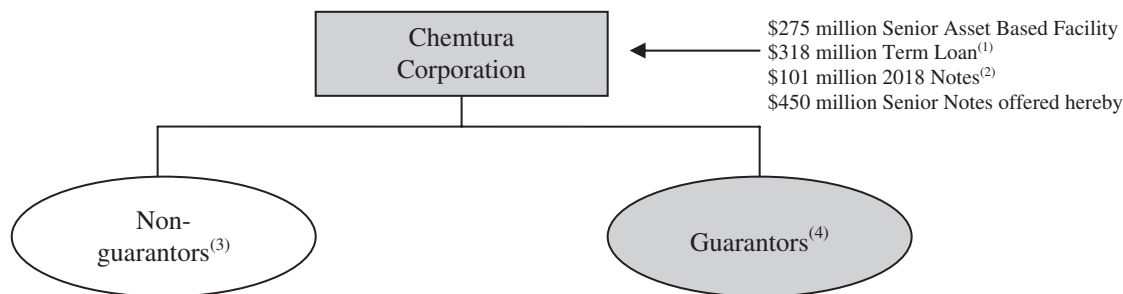 Chemtura
Corporation
$275 million Senior Asset Based Facility
$318 million Term Loan(1)
$101 million 2018 Notes(2)
$450 million Senior Notes offered hereby
Non-
guarantors(3)
Guarantors(4)